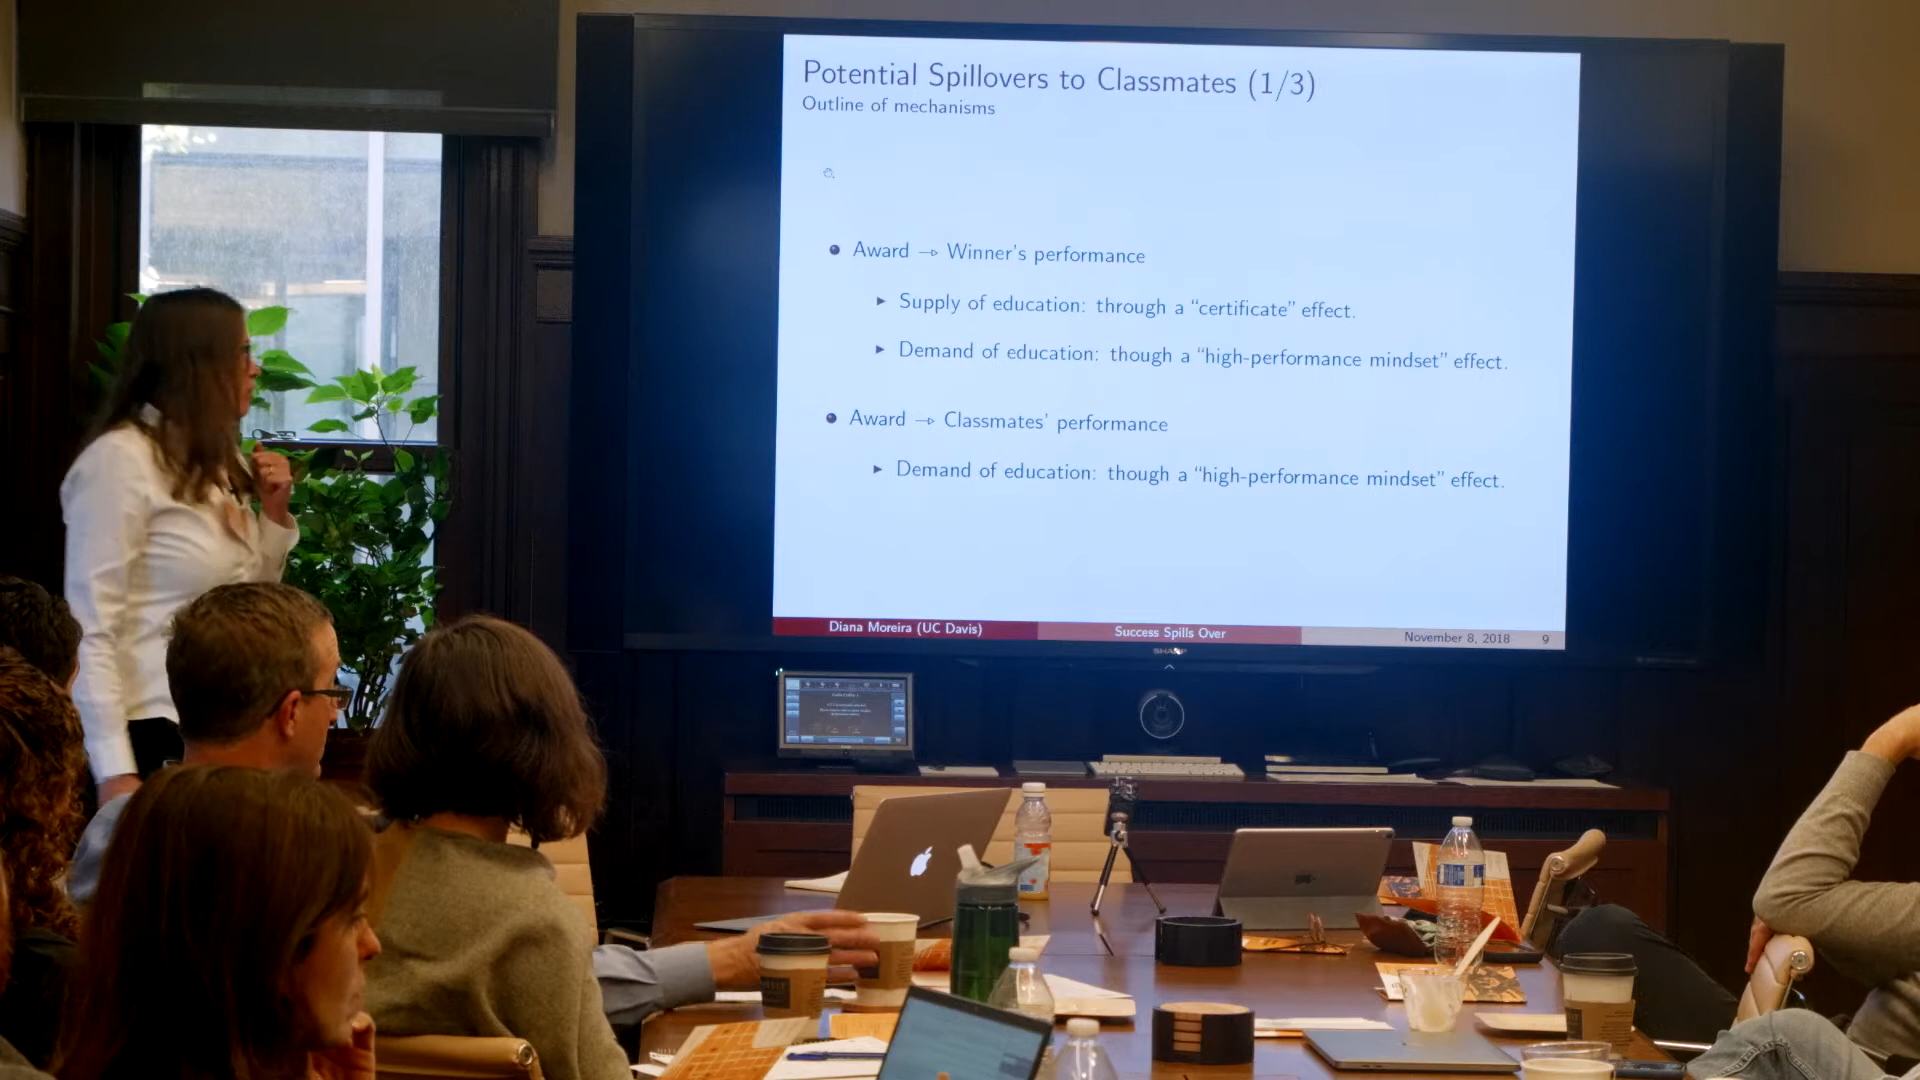 Potential Spillovers to Classmates (1/3)
Outline of mechanisms
Award → Winner's performance
Supply of education: through a “certificate” effect.
Demand of education: though a “high-performance mindset” effect.
Award → Classmates' performance
Demand of education: though a “high-performance mindset” effect.
Diana Moreira (UC Davis)
Success Spills Over
November 8, 2018
9
SHARP